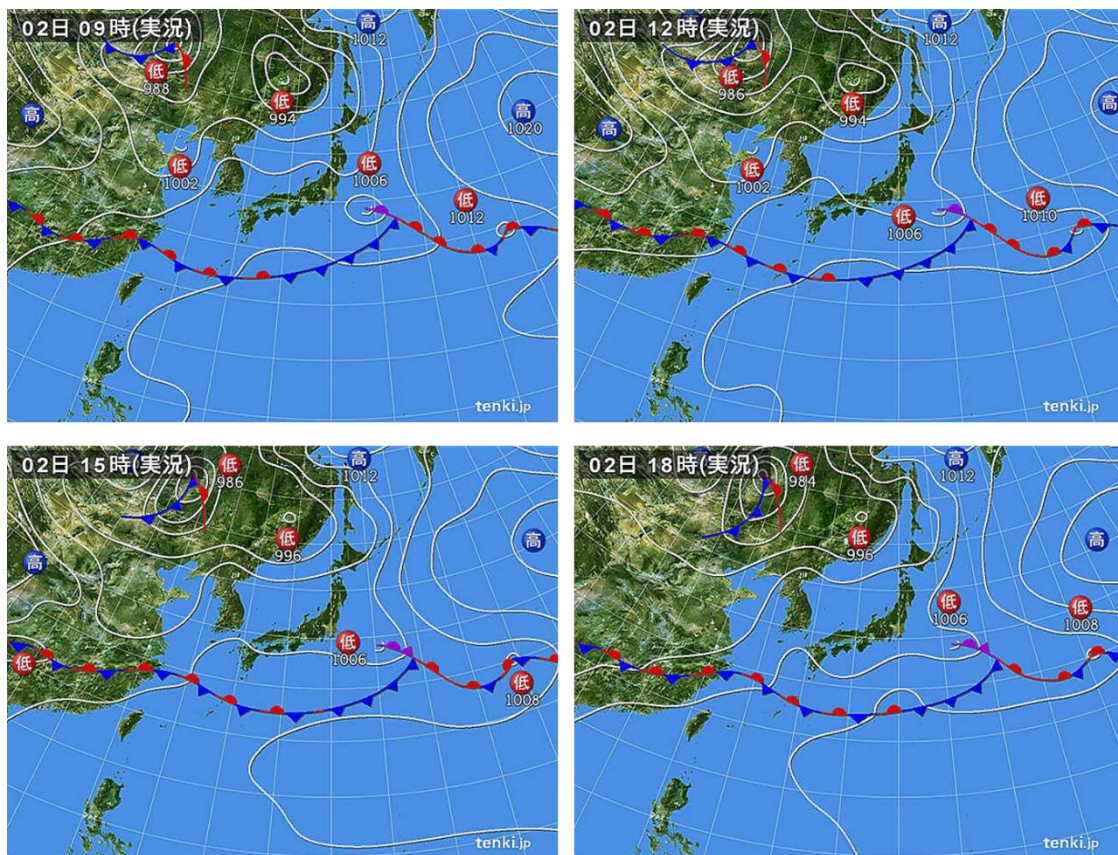 02日 09時(実況)
高
1012
低
988
低
994
高
高
1020
低
1002
低
1006
低
1012
tenki.jp
02日 12時(実況)
高
1012
低
986
低
994
高
高
低
1002
低
1006
低
1010
tenki.jp
02日 15時(実況)
低
986
高
1012
低
996
高
高
低
1006
低
低
1008
tenki.jp
02日 18時(実況)
低
984
高
1012
低
996
高
低
1006
低
1008
tenki.jp